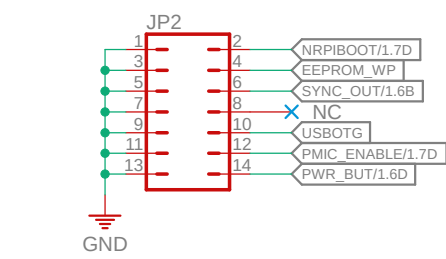 JP2
1 2 NRPIBOOT/1.7D
3 4 EEPROM_WP
5 6 SYNC_OUT/1.6B
7 8 NC
9 10 USBOTG
11 12 PMIC_ENABLE/1.7D
13 14 PWR_BUT/1.6D
GND